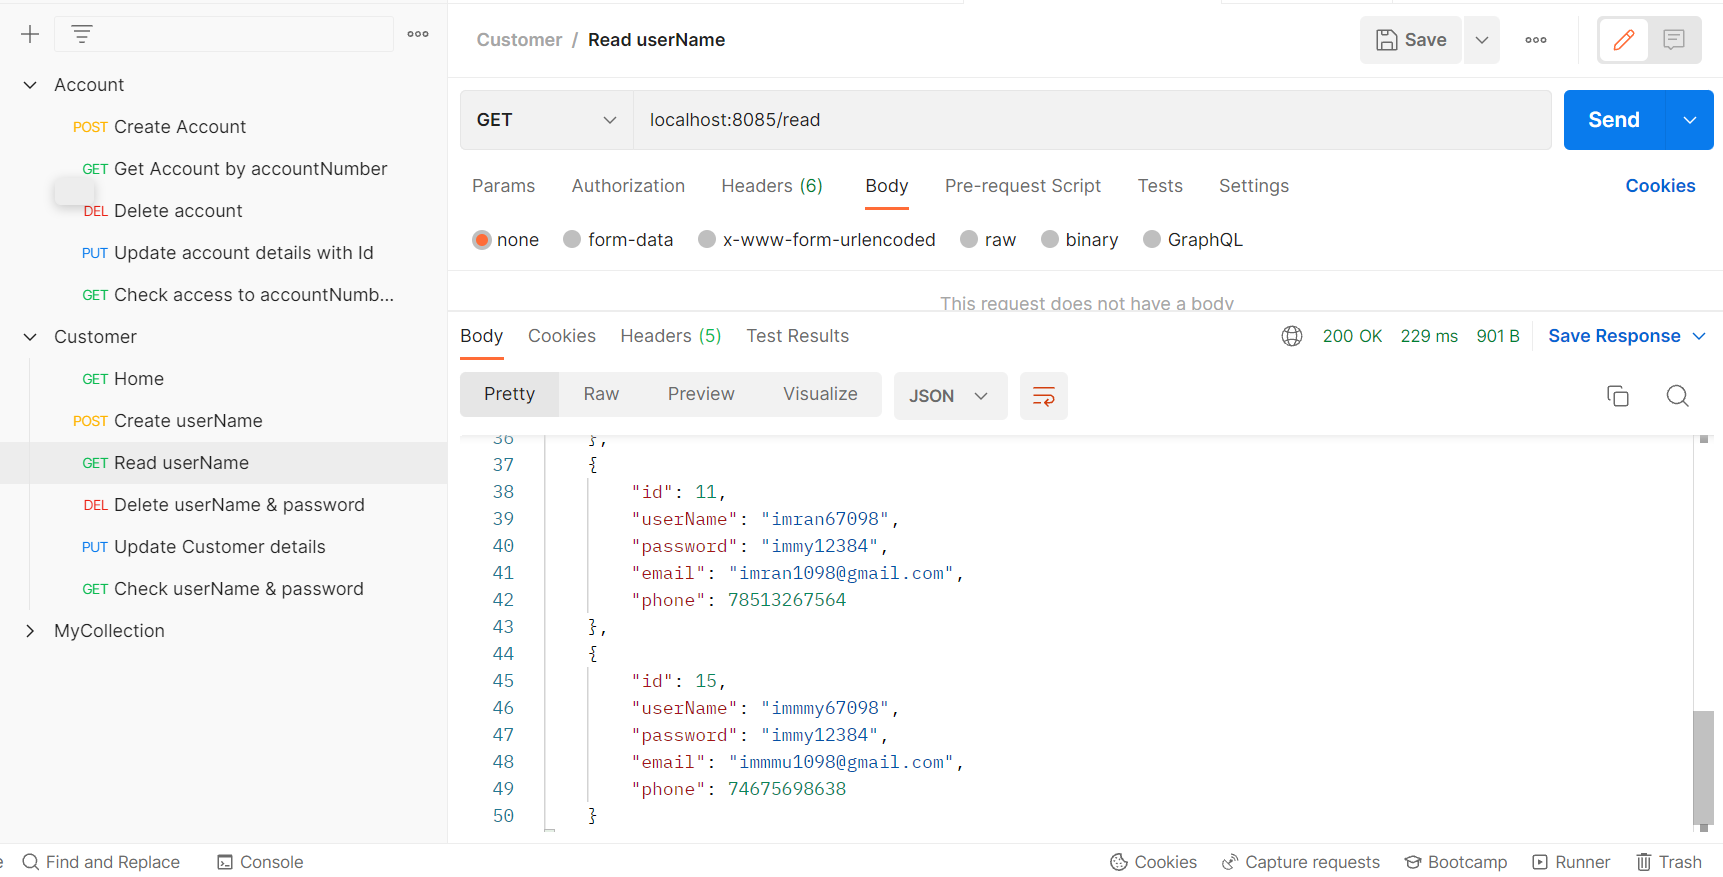 Account
POST Create Account
GET Get Account by accountNumber
DEL Delete account
PUT Update account details with Id
GET Check access to accountNumb...
Customer
GET Home
POST Create userName
GET Read userName
DEL Delete userName & password
PUT Update Customer details
GET Check userName & password
MyCollection
Customer / Read userName
Save
GET localhost:8085/read Send
Params Authorization Headers (6) Body Pre-request Script Tests Settings Cookies
none form-data x-www-form-urlencoded raw binary GraphQL
This request does not have a body
Body Cookies Headers (5) Test Results 200 OK 229 ms 901 B Save Response
Pretty Raw Preview Visualize JSON
36 },
37 {
38 "id": 11,
39 "userName": "imran67098",
40 "password": "immy12384",
41 "email": "imran1098@gmail.com",
42 "phone": 78513267564
43 },
44 {
45 "id": 15,
46 "userName": "immmy67098",
47 "password": "immy12384",
48 "email": "immmu1098@gmail.com",
49 "phone": 74675698638
50 }
Find and Replace Console Cookies Capture requests Bootcamp Runner Trash